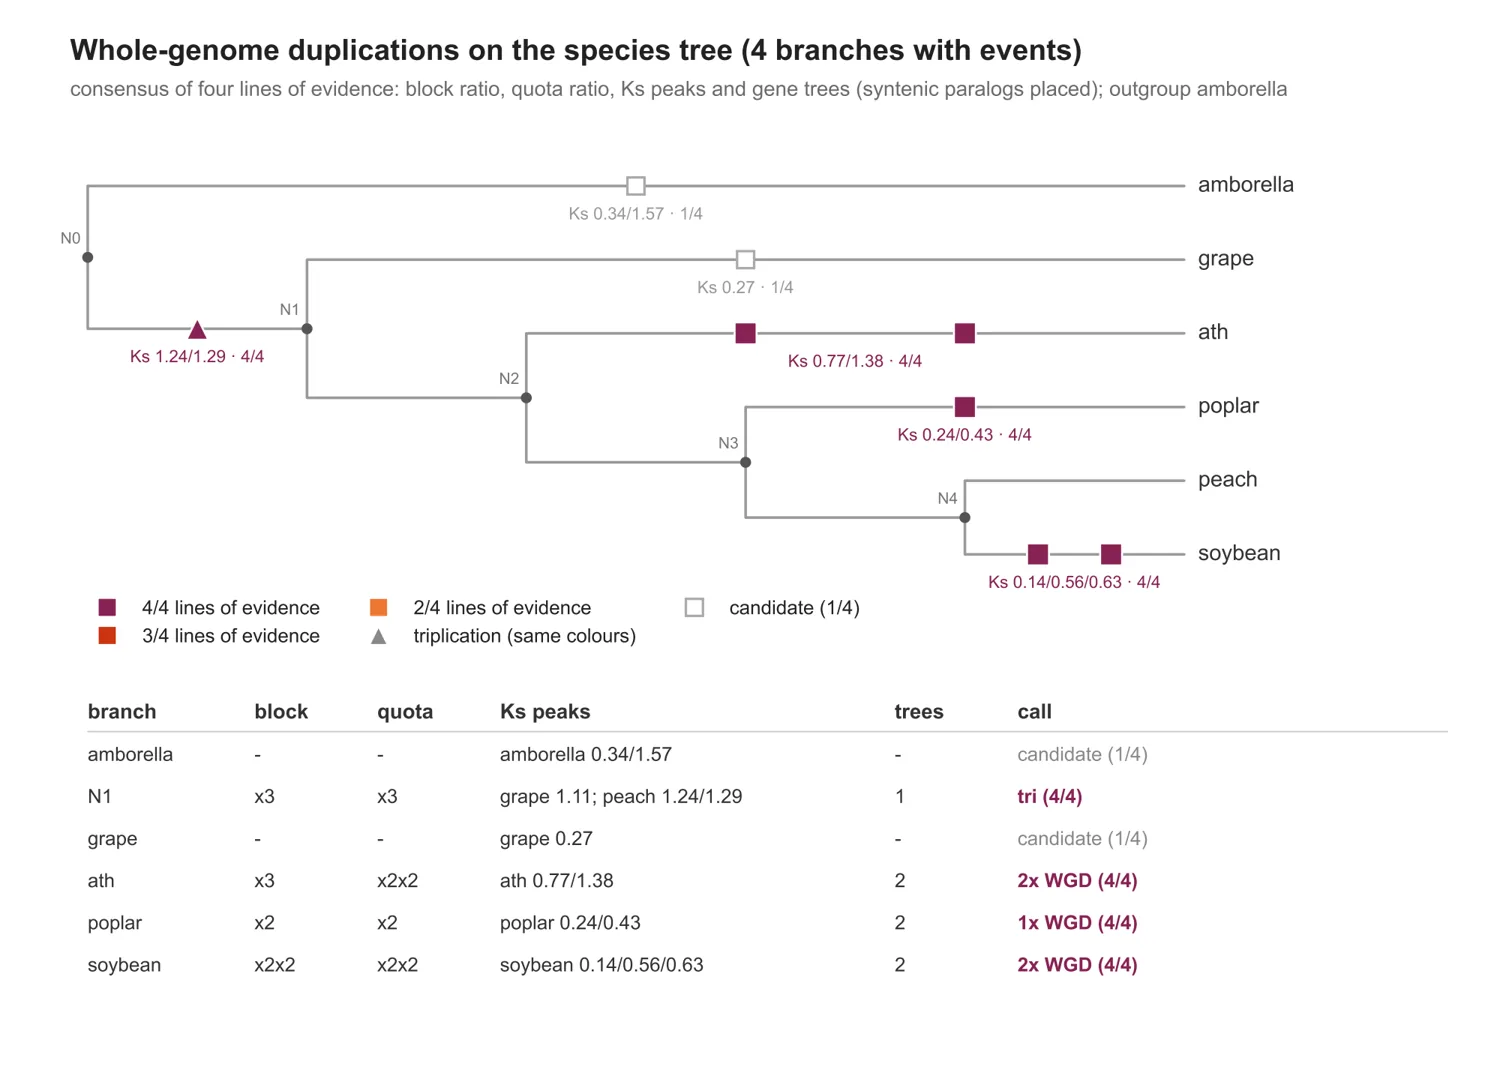 Whole-genome duplications on the species tree (4 branches with events)
consensus of four lines of evidence: block ratio, quota ratio, Ks peaks and gene trees (syntenic paralogs placed); outgroup amborella
amborella
Ks 0.34/1.57 · 1/4
N0
grape
Ks 0.27 · 1/4
N1
ath
Ks 1.24/1.29 · 4/4
Ks 0.77/1.38 · 4/4
N2
poplar
Ks 0.24/0.43 · 4/4
N3
peach
N4
soybean
Ks 0.14/0.56/0.63 · 4/4
4/4 lines of evidence 2/4 lines of evidence candidate (1/4)
3/4 lines of evidence triplication (same colours)
branch block quota Ks peaks trees call
amborella - - amborella 0.34/1.57 - candidate (1/4)
N1 x3 x3 grape 1.11; peach 1.24/1.29 1 tri (4/4)
grape - - grape 0.27 - candidate (1/4)
ath x3 x2x2 ath 0.77/1.38 2 2x WGD (4/4)
poplar x2 x2 poplar 0.24/0.43 2 1x WGD (4/4)
soybean x2x2 x2x2 soybean 0.14/0.56/0.63 2 2x WGD (4/4)